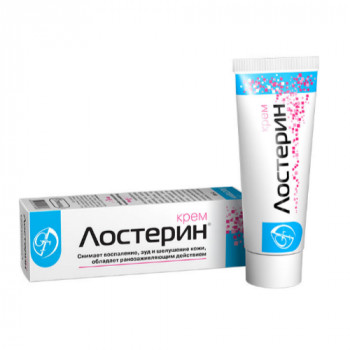 крем
Лостерин®
Снимает воспаление, зуд и шелушение кожи,
обладает ранозаживляющим действием
крем
Лостерин